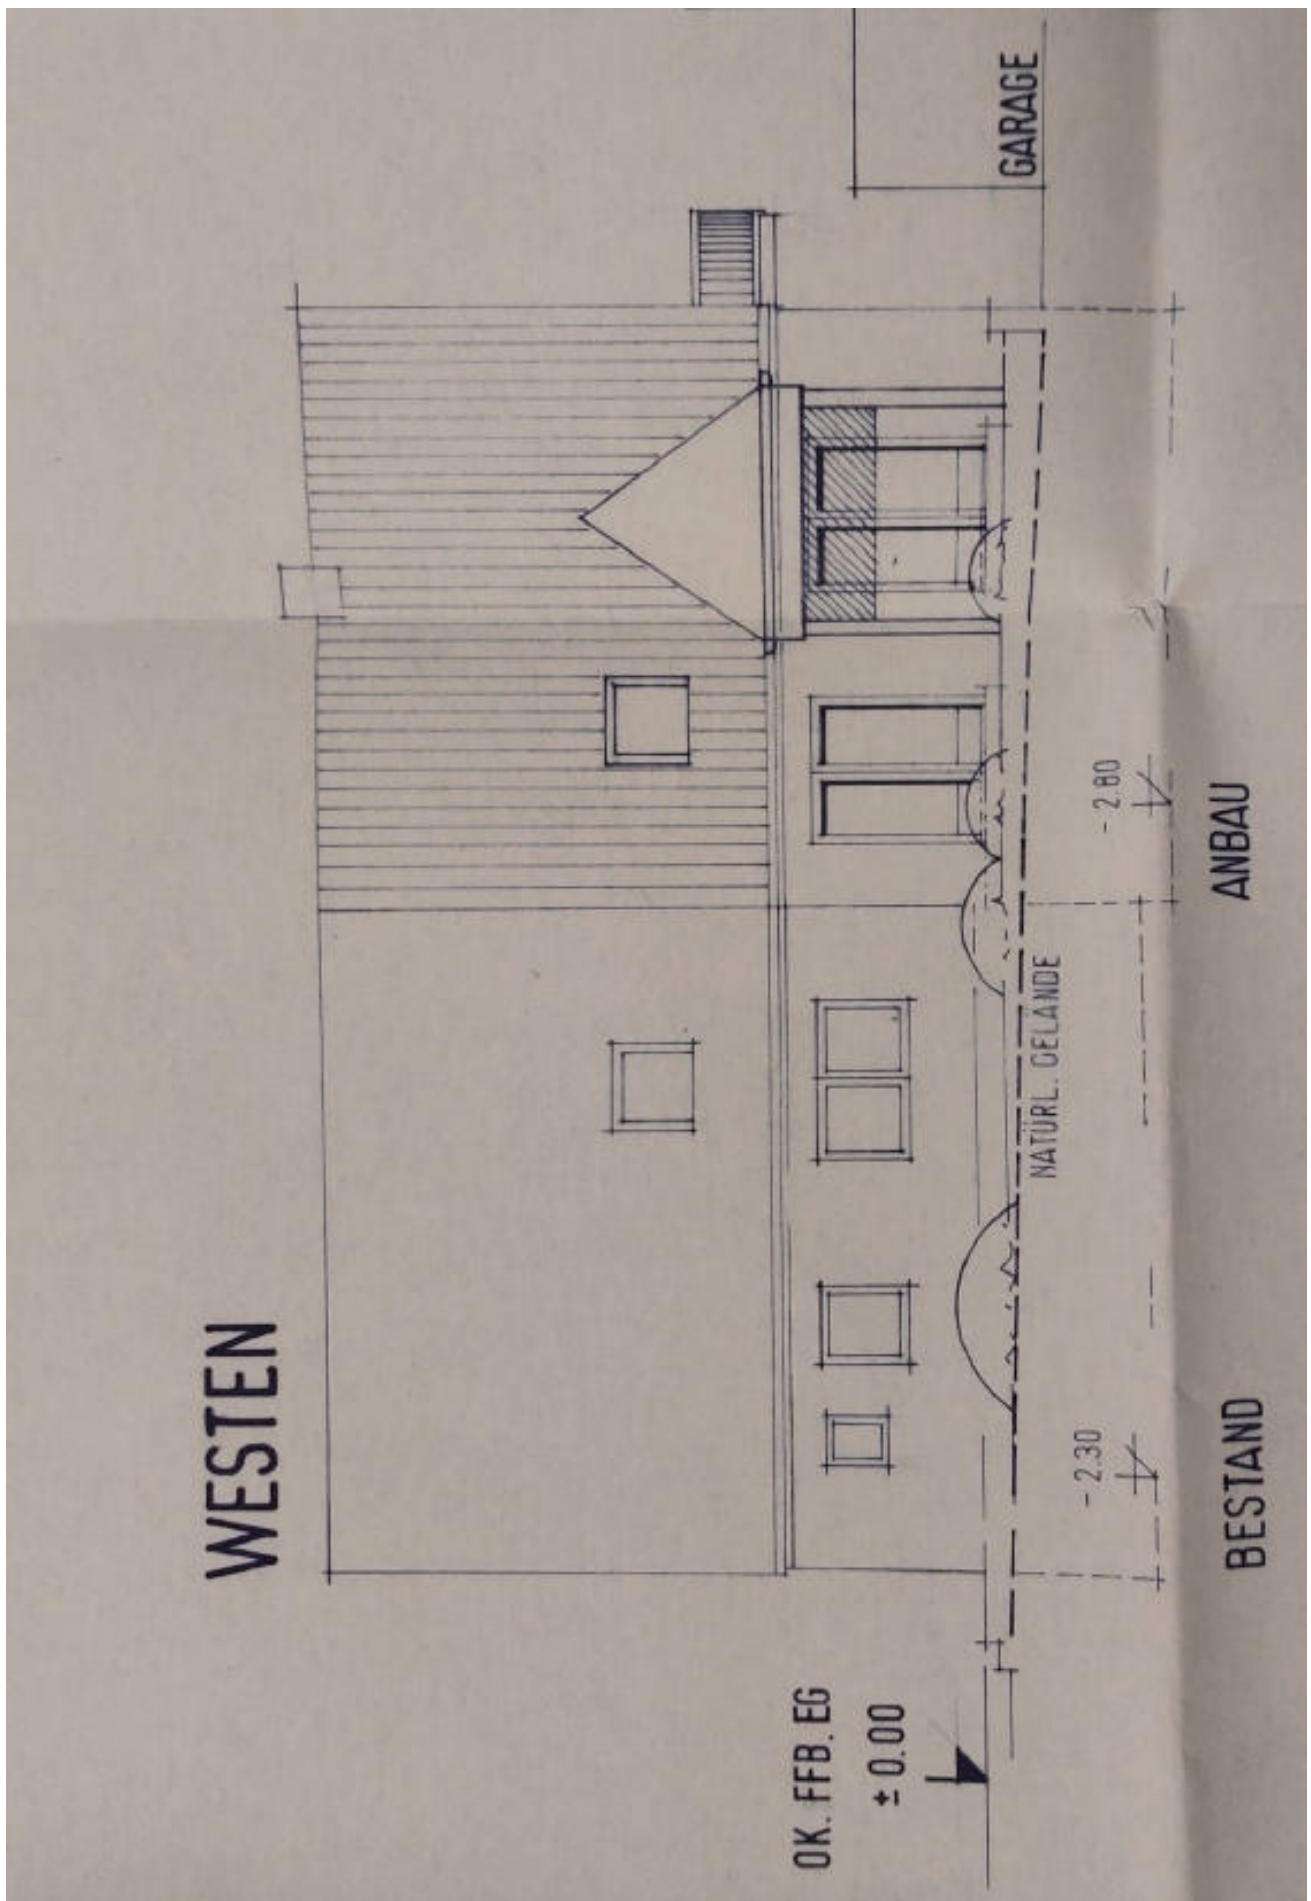 WESTEN
OK. FFB. EG
± 0.00
GARAGE
NATÜRL. GELÄNDE
-2.30
-2.80
BESTAND
ANBAU